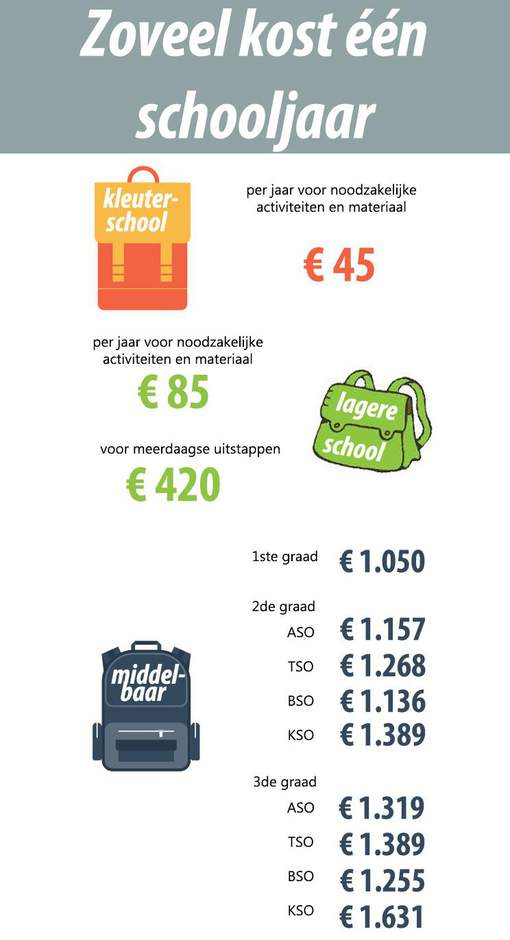 Zoveel kost één
schooljaar
kleuter-
school
per jaar voor noodzakelijke
activiteiten en materiaal
€ 45
per jaar voor noodzakelijke
activiteiten en materiaal
€ 85
voor meerdaagse uitstappen
€ 420
lagere
school
1ste graad € 1.050
2de graad
ASO € 1.157
TSO € 1.268
BSO € 1.136
KSO € 1.389
middel-
baar
3de graad
ASO € 1.319
TSO € 1.389
BSO € 1.255
KSO € 1.631